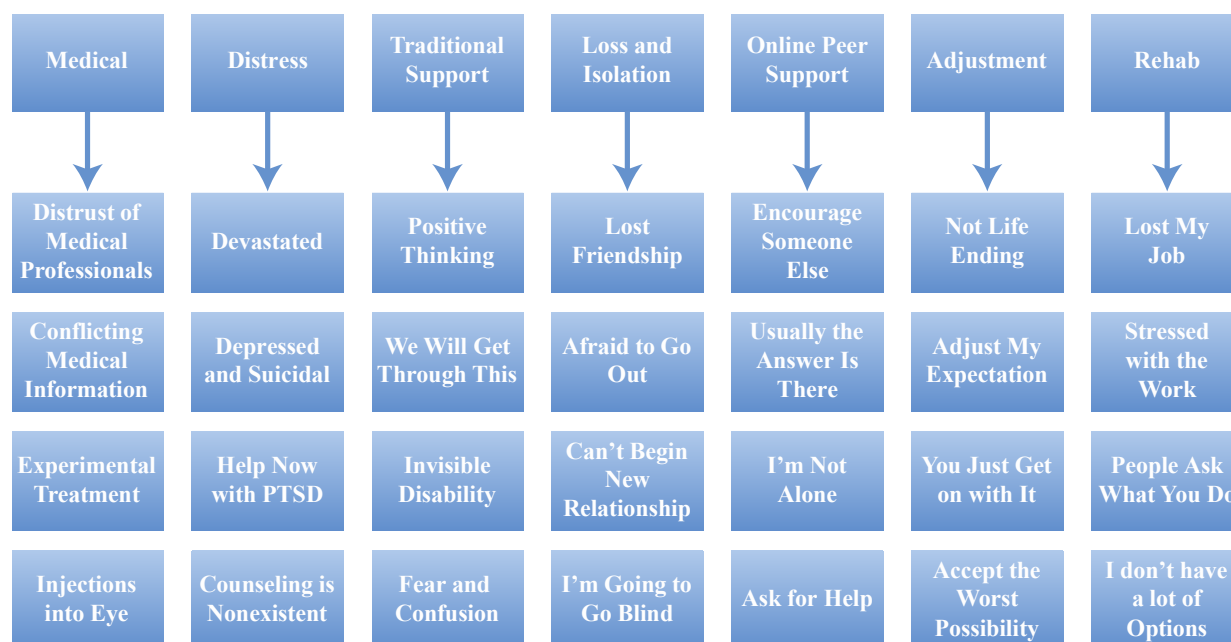 Medical
Distress
Traditional
Support
Loss and
Isolation
Online Peer
Support
Adjustment
Rehab
Distrust of
Medical
Professionals
Devastated
Positive
Thinking
Lost
Friendship
Encourage
Someone
Else
Not Life
Ending
Lost My
Job
Conflicting
Medical
Information
Depressed
and Suicidal
We Will Get
Through This
Afraid to Go
Out
Usually the
Answer Is
There
Adjust My
Expectation
Stressed
with the
Work
Experimental
Treatment
Help Now
with PTSD
Invisible
Disability
Can’t Begin
New
Relationship
I’m Not
Alone
You Just Get
on with It
People Ask
What You Do
Injections
into Eye
Counseling is
Nonexistent
Fear and
Confusion
I’m Going to
Go Blind
Ask for Help
Accept the
Worst
Possibility
I don’t have
a lot of
Options